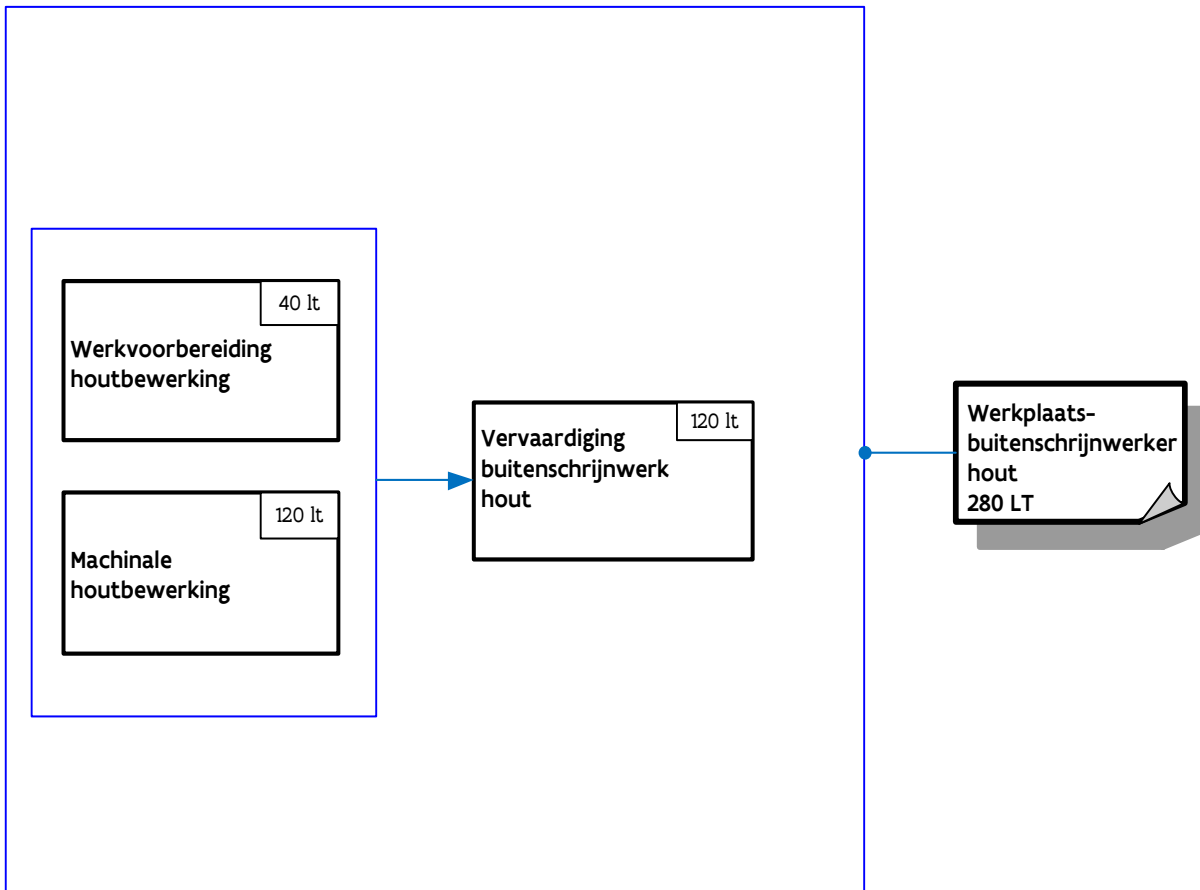 40 lt
Werkvoorbereiding
houtbewerking
120 lt
Machinale
houtbewerking
120 lt
Vervaardiging
buitenschrijnwerk
hout
Werkplaats-
buitenschrijnwerker
hout
280 LT